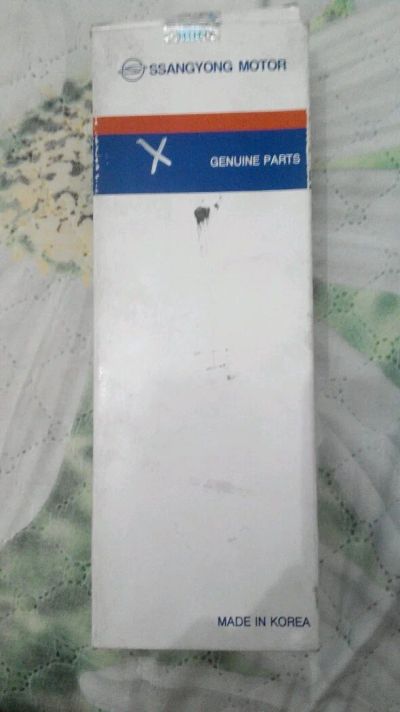 SSANGYONG MOTOR
X
GENUINE PARTS
MADE IN KOREA